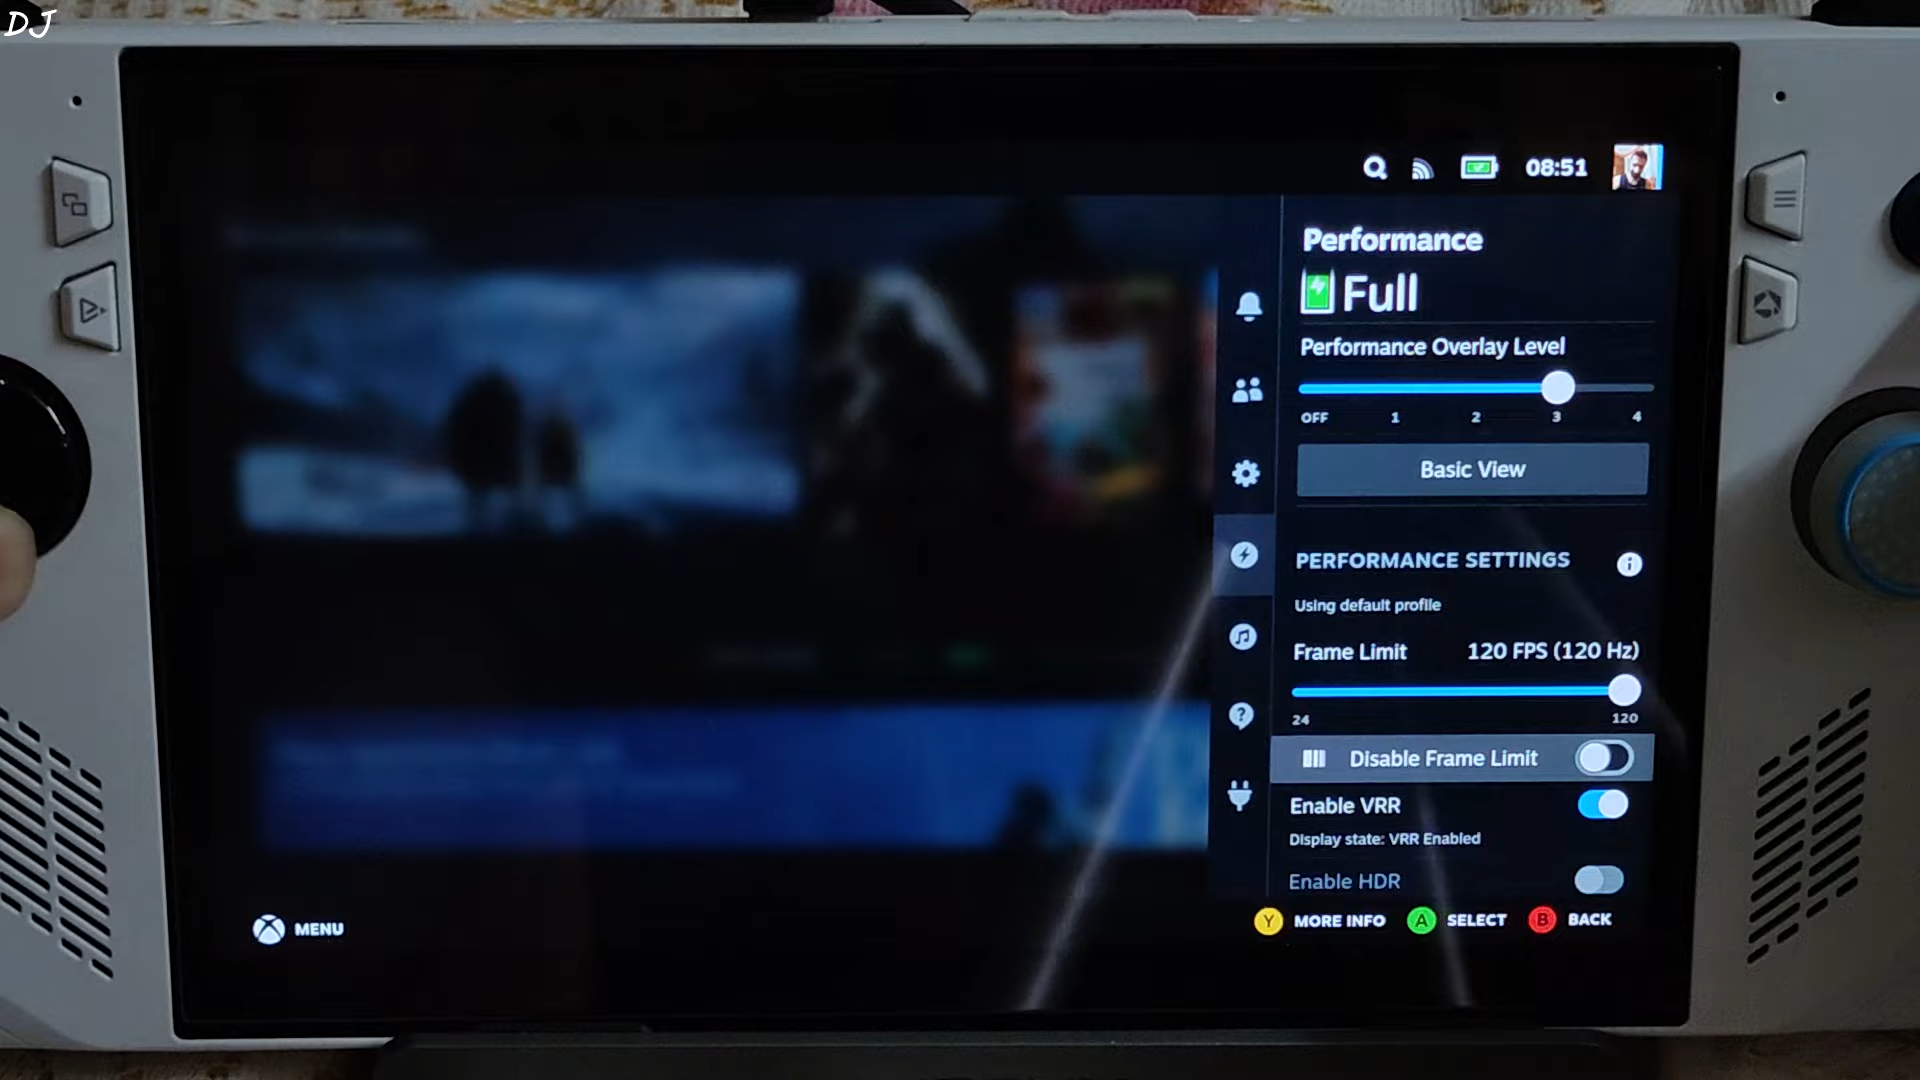 DJ
08:51
Performance
Full
Performance Overlay Level
OFF 1 2 3 4
Basic View
PERFORMANCE SETTINGS
Using default profile
Frame Limit 120 FPS (120 Hz)
24 120
Disable Frame Limit
Enable VRR
Display state: VRR Enabled
Enable HDR
MENU
Y MORE INFO A SELECT B BACK